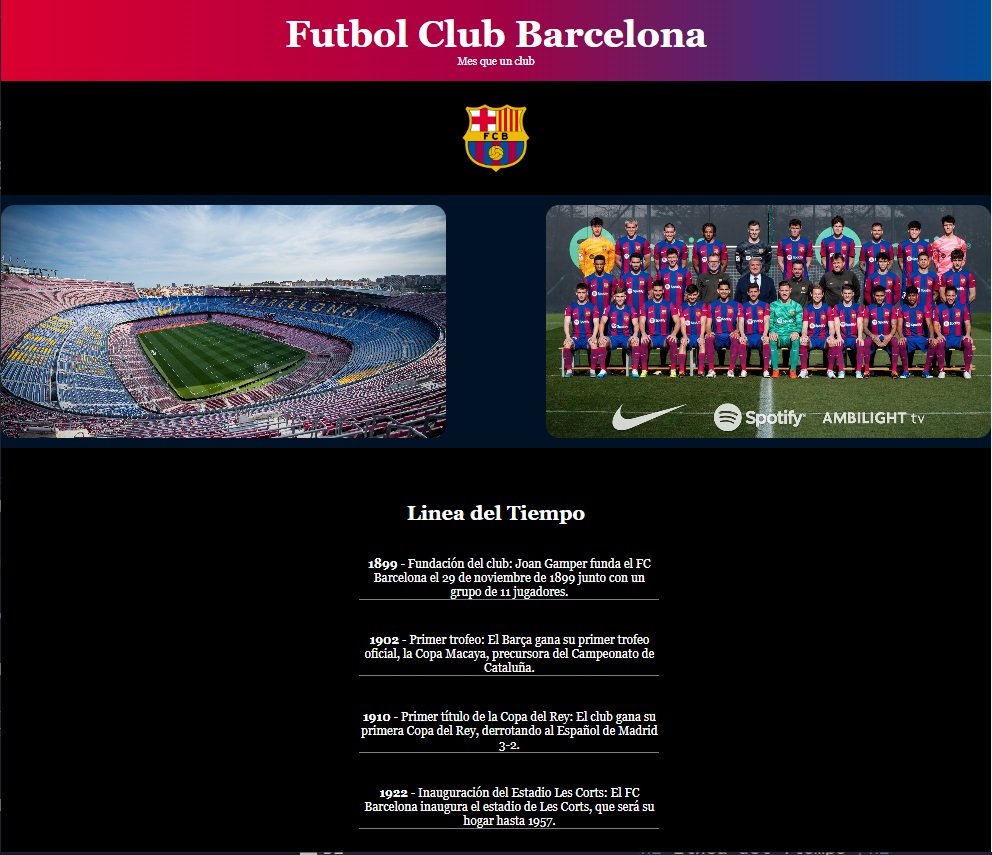 Futbol Club Barcelona
Mes que un club
FCB
BARCELONA
Spotify
AMBILIGHT tv
Linea del Tiempo
1899 - Fundación del club: Joan Gamper funda el FC
Barcelona el 29 de noviembre de 1899 junto con un
grupo de 11 jugadores.
1902 - Primer trofeo: El Barça gana su primer trofeo
oficial, la Copa Macaya, precursora del Campeonato de
Cataluña.
1910 - Primer título de la Copa del Rey: El club gana su
primera Copa del Rey, derrotando al Español de Madrid
3-2.
1922 - Inauguración del Estadio Les Corts: El FC
Barcelona inaugura el estadio de Les Corts, que será su
hogar hasta 1957.